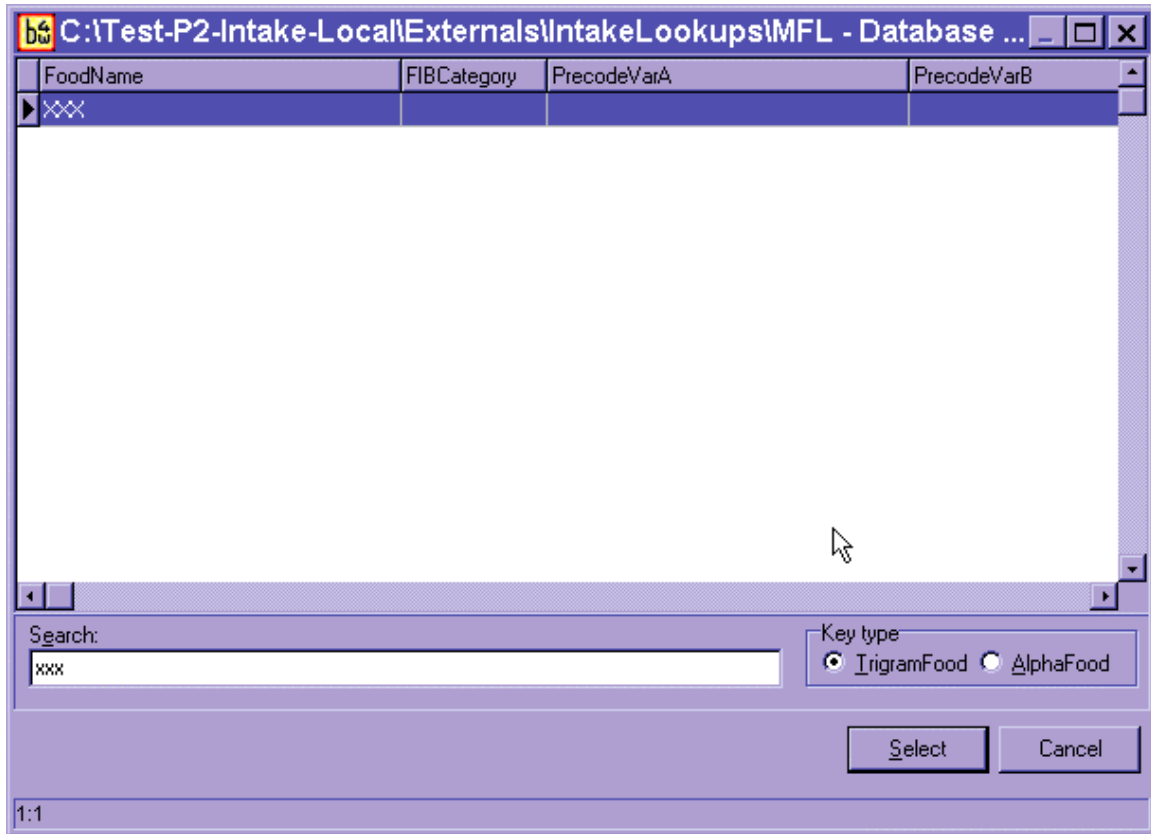 C:\Test-P2-Intake-Local\Externals\IntakeLookups\MFL - Database ...
FoodName FIBCategory PrecodeVarA PrecodeVarB
XXX
Search:
xxx
Key type
TrigramFood AlphaFood
Select Cancel
1:1